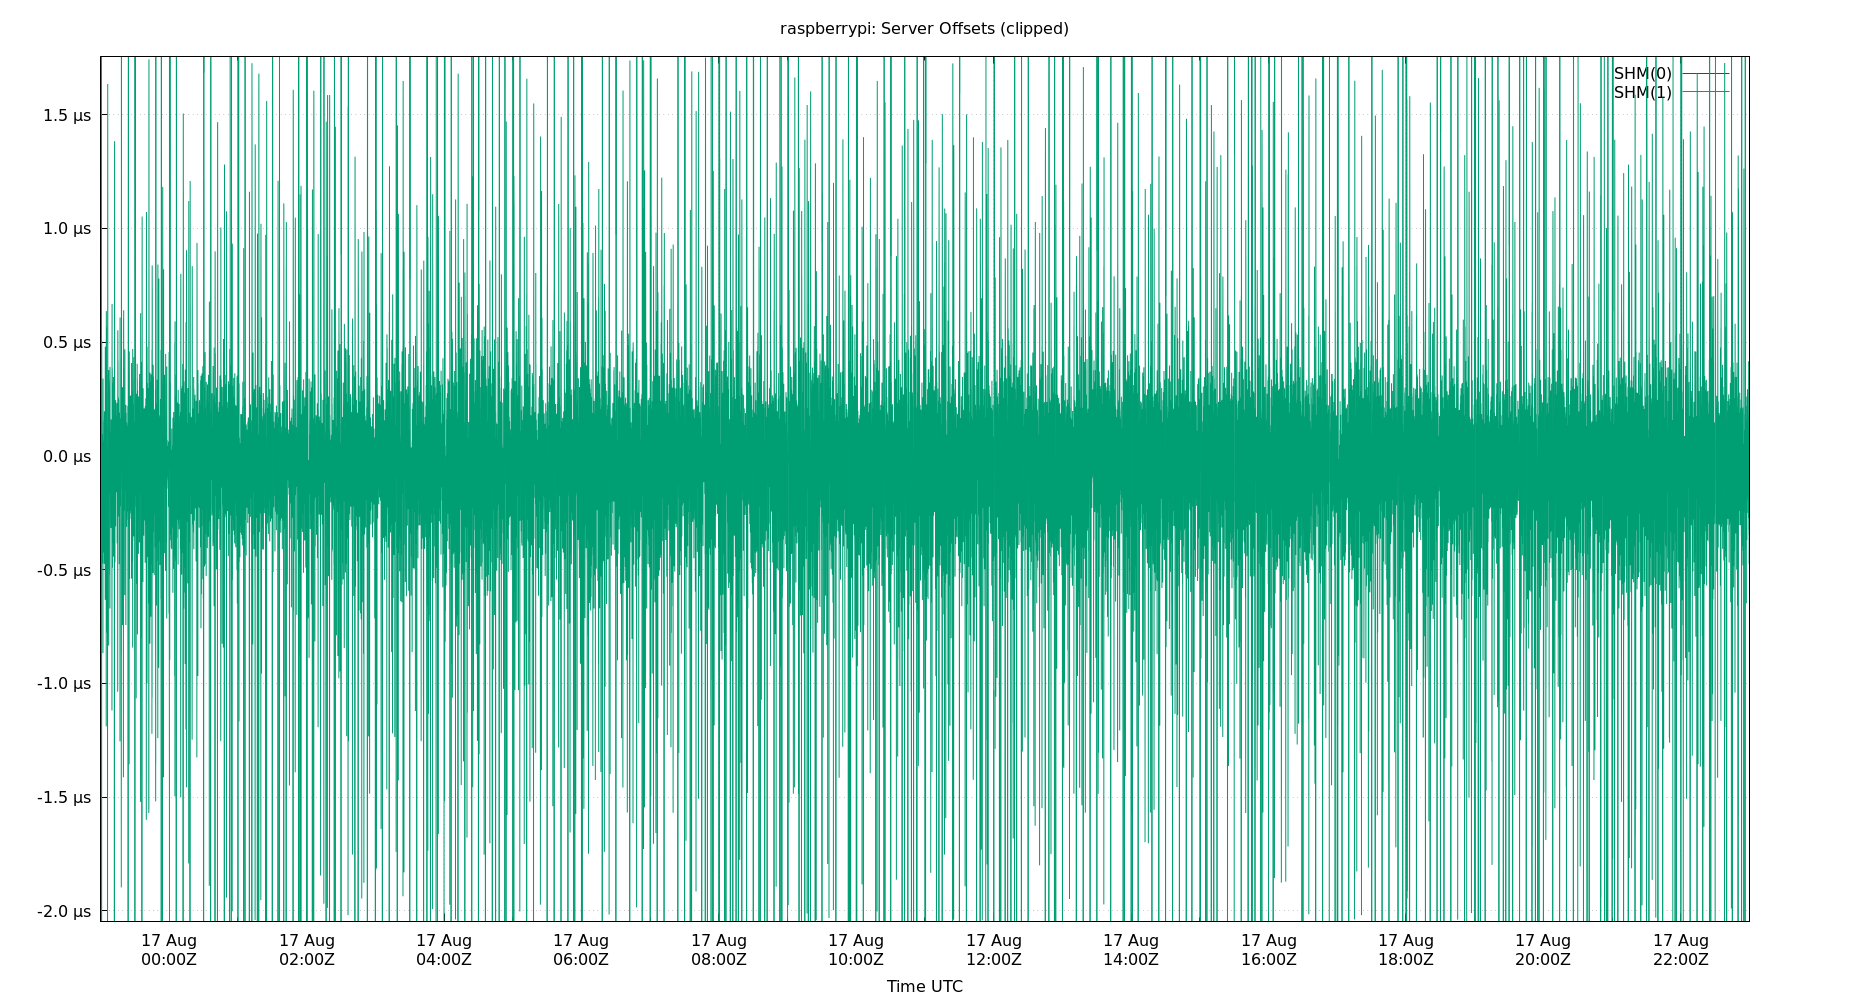 raspberrypi: Server Offsets (clipped)
SHM(0)
SHM(1)
1.5 µs
1.0 µs
0.5 µs
0.0 µs
-0.5 µs
-1.0 µs
-1.5 µs
-2.0 µs
17 Aug 17 Aug 17 Aug 17 Aug 17 Aug 17 Aug 17 Aug 17 Aug 17 Aug 17 Aug 17 Aug 17 Aug
00:00Z 02:00Z 04:00Z 06:00Z 08:00Z 10:00Z 12:00Z 14:00Z 16:00Z 18:00Z 20:00Z 22:00Z
Time UTC